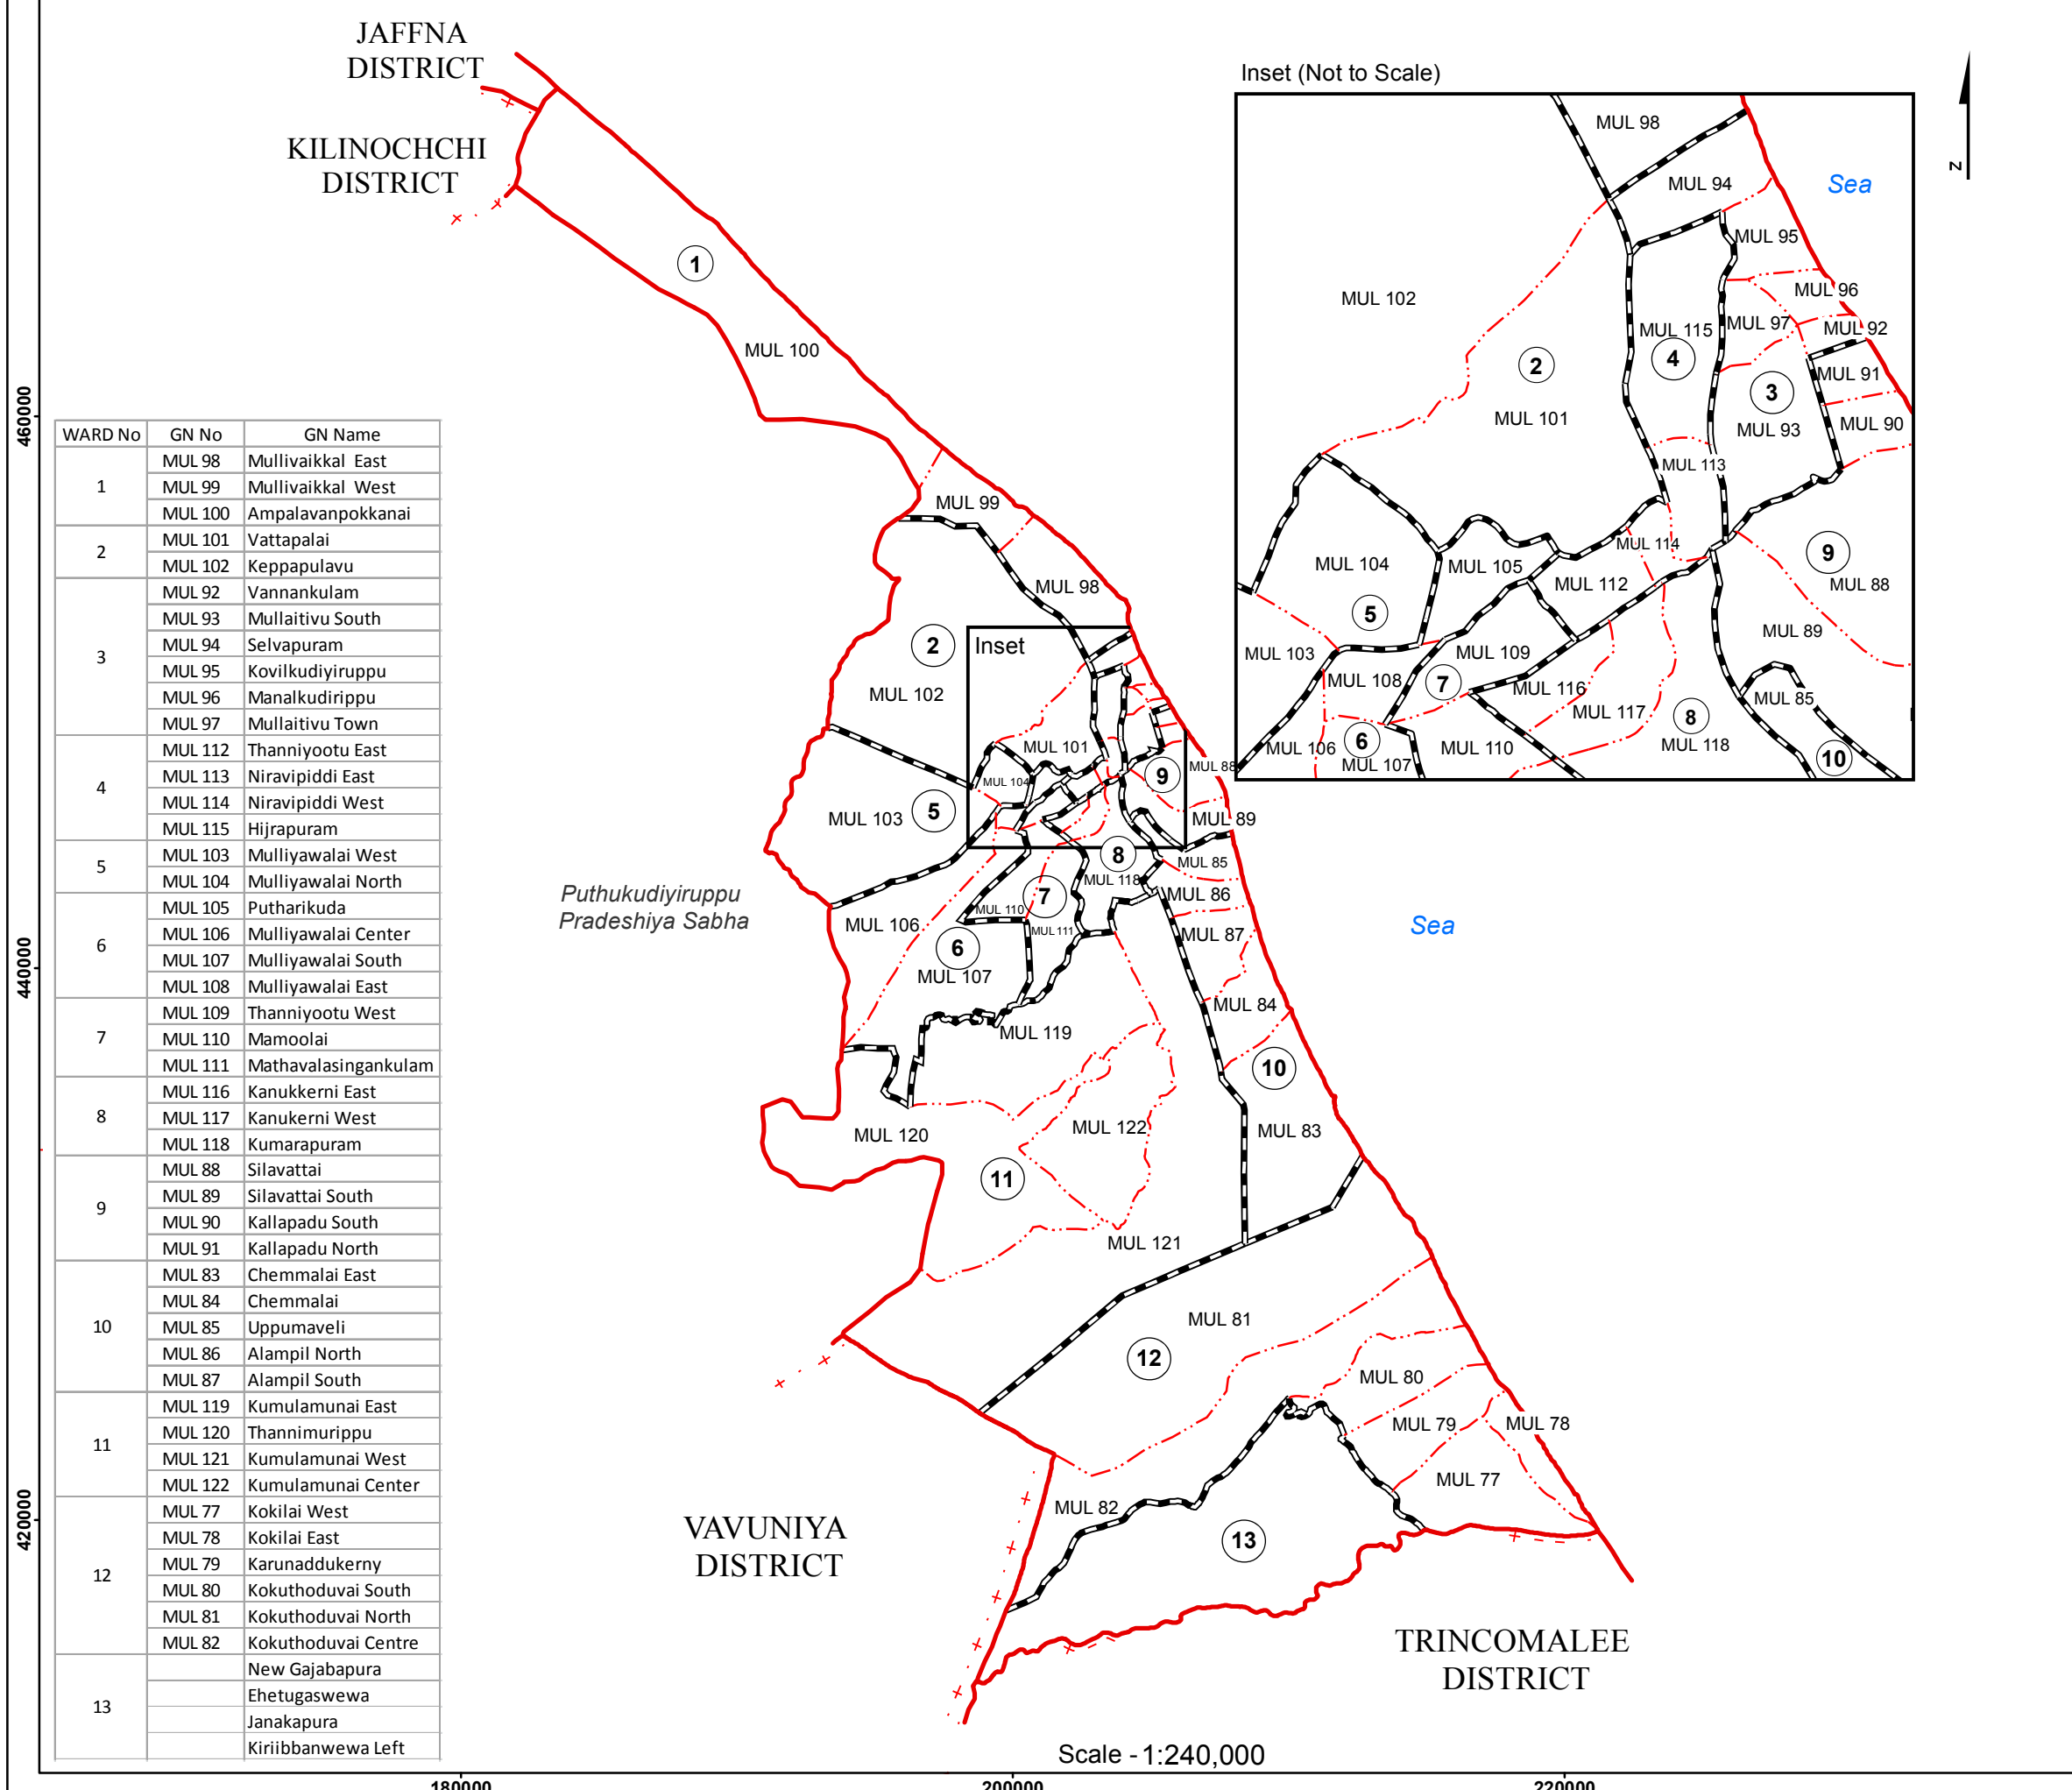 JAFFNA
DISTRICT
KILINOCHCHI
DISTRICT
1
MUL 100
Inset (Not to Scale)
MUL 98
MUL 94
Sea
MUL 95
MUL 102
MUL 96
MUL 115
MUL 97
MUL 92
2
4
MUL 91
3
MUL 101
MUL 93
MUL 90
MUL 113
MUL 114
9
MUL 104
MUL 105
MUL 112
MUL 88
5
MUL 89
MUL 103
MUL 109
MUL 108
7
MUL 116
MUL 85
MUL 117
8
MUL 106
6
MUL 110
MUL 118
MUL 107
10
N
460000
440000
420000
WARD No GN No GN Name
1
MUL 98 Mullivaikkal East
MUL 99 Mullivaikkal West
MUL 100 Ampalavanpokkanai
2
MUL 101 Vattapalai
MUL 102 Keppapulavu
3
MUL 92 Vannankulam
MUL 93 Mullaitivu South
MUL 94 Selvapuram
MUL 95 Kovilkudiyiruppu
MUL 96 Manalkudirippu
MUL 97 Mullaitivu Town
4
MUL 112 Thanniyootu East
MUL 113 Niravipiddi East
MUL 114 Niravipiddi West
MUL 115 Hijrapuram
5
MUL 103 Mulliyawalai West
MUL 104 Mulliyawalai North
6
MUL 105 Putharikuda
MUL 106 Mulliyawalai Center
MUL 107 Mulliyawalai South
MUL 108 Mulliyawalai East
7
MUL 109 Thanniyootu West
MUL 110 Mamoolai
MUL 111 Mathavalasingankulam
8
MUL 116 Kanukkerni East
MUL 117 Kanukerni West
MUL 118 Kumarapuram
9
MUL 88 Silavattai
MUL 89 Silavattai South
MUL 90 Kallapadu South
MUL 91 Kallapadu North
10
MUL 83 Chemmalai East
MUL 84 Chemmalai
MUL 85 Uppumaveli
MUL 86 Alampil North
MUL 87 Alampil South
11
MUL 119 Kumulamunai East
MUL 120 Thannimurippu
MUL 121 Kumulamunai West
MUL 122 Kumulamunai Center
12
MUL 77 Kokilai West
MUL 78 Kokilai East
MUL 79 Karunaddukerny
MUL 80 Kokuthoduvai South
MUL 81 Kokuthoduvai North
MUL 82 Kokuthoduvai Centre
13
New Gajabapura
Ehetugaswewa
Janakapura
Kiriibbanwewa Left
MUL 99
MUL 98
2
Inset
MUL 102
MUL 101
MUL 88
9
MUL 104
5
MUL 103
MUL 89
8
MUL 85
MUL 118
Puthukudiyiruppu
Pradeshiya Sabha
7
MUL 86
MUL 110
MUL 106
MUL 111
MUL 87
Sea
6
MUL 107
MUL 84
MUL 119
10
MUL 122
MUL 120
MUL 83
11
MUL 121
MUL 81
12
MUL 80
MUL 79
MUL 78
MUL 77
MUL 82
13
VAVUNIYA
DISTRICT
TRINCOMALEE
DISTRICT
Scale - 1:240,000
180000
200000
220000